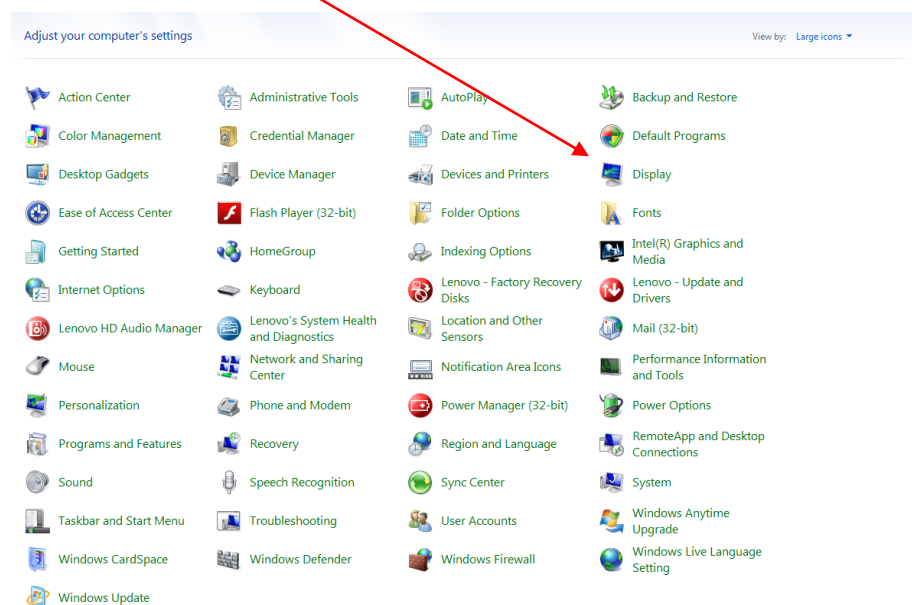 Adjust your computer's settings
View by: Large icons
Action Center
Administrative Tools
AutoPlay
Backup and Restore
Color Management
Credential Manager
Date and Time
Default Programs
Desktop Gadgets
Device Manager
Devices and Printers
Display
Ease of Access Center
Flash Player (32-bit)
Folder Options
Fonts
Getting Started
HomeGroup
Indexing Options
Intel(R) Graphics and
Media
Internet Options
Keyboard
Lenovo - Factory Recovery
Disks
Lenovo - Update and
Drivers
Lenovo HD Audio Manager
Lenovo's System Health
and Diagnostics
Location and Other
Sensors
Mail (32-bit)
Mouse
Network and Sharing
Center
Notification Area Icons
Performance Information
and Tools
Personalization
Phone and Modem
Power Manager (32-bit)
Power Options
Programs and Features
Recovery
Region and Language
RemoteApp and Desktop
Connections
Sound
Speech Recognition
Sync Center
System
Taskbar and Start Menu
Troubleshooting
User Accounts
Windows Anytime
Upgrade
Windows CardSpace
Windows Defender
Windows Firewall
Windows Live Language
Setting
Windows Update